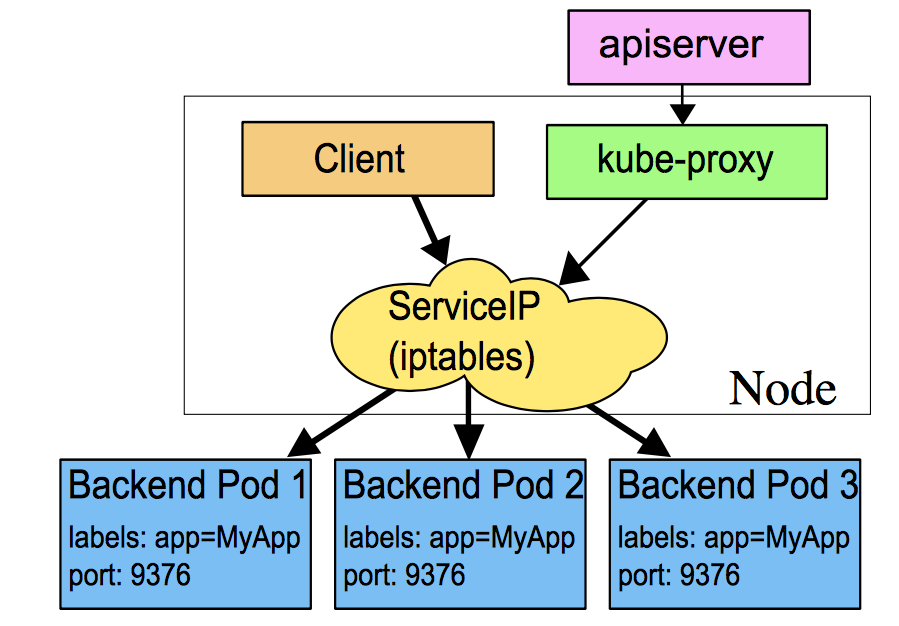 apiserver
Client
kube-proxy
ServiceIP
(iptables)
Node
Backend Pod 1
labels: app=MyApp
port: 9376
Backend Pod 2
labels: app=MyApp
port: 9376
Backend Pod 3
labels: app=MyApp
port: 9376